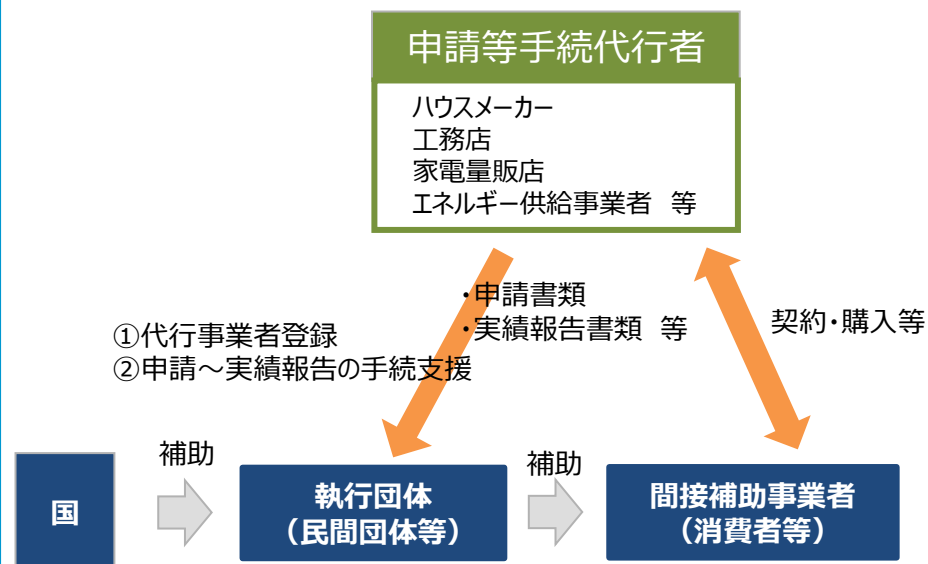 申請等手続代行者
ハウスメーカー
工務店
家電量販店
エネルギー供給事業者 等
・申請書類
・実績報告書類 等
契約・購入等
①代行事業者登録
②申請～実績報告の手続支援
補助
補助
国
執行団体
（民間団体等）
間接補助事業者
（消費者等）